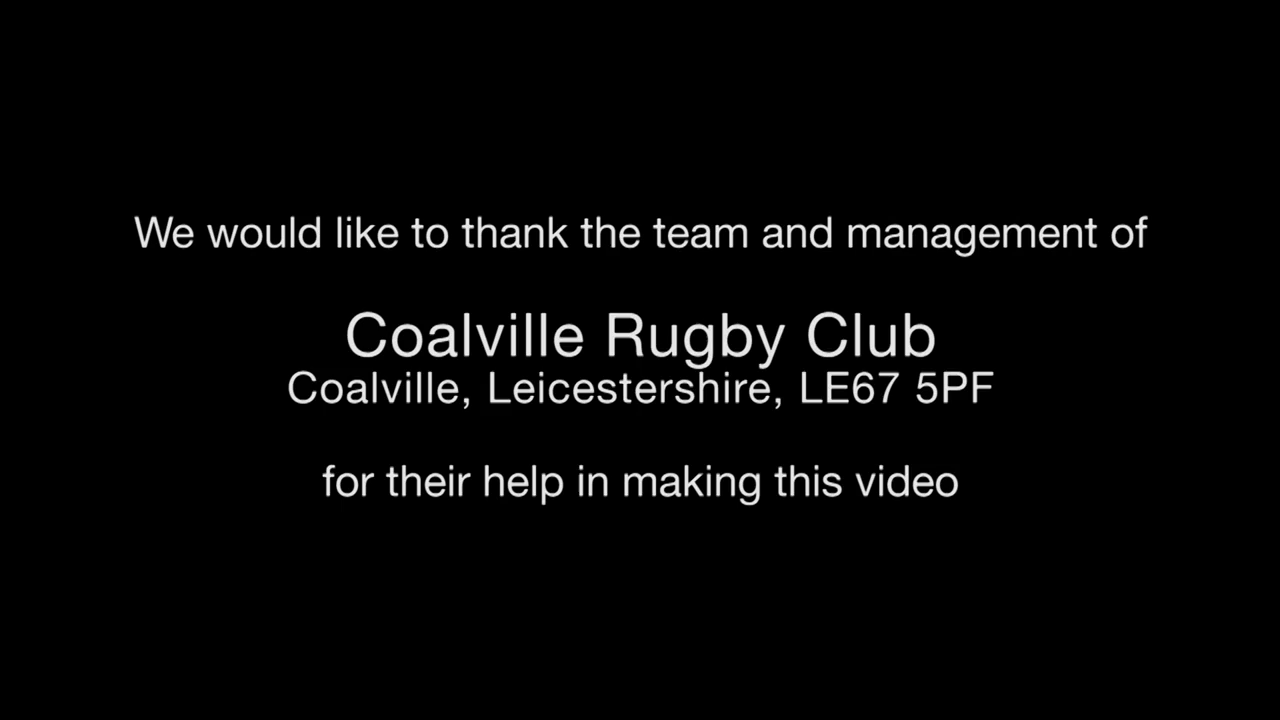 We would like to thank the team and management of
Coalville Rugby Club
Coalville, Leicestershire, LE67 5PF
for their help in making this video